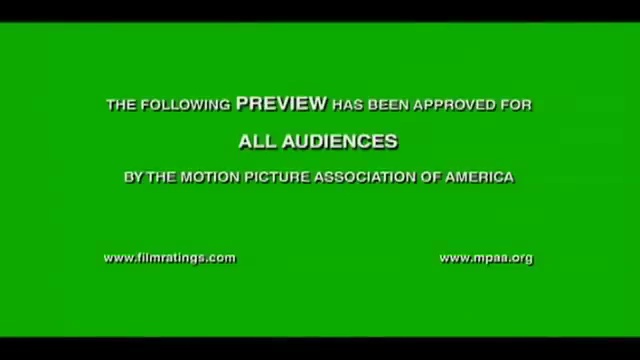 THE FOLLOWING PREVIEW HAS BEEN APPROVED FOR
ALL AUDIENCES
BY THE MOTION PICTURE ASSOCIATION OF AMERICA
www.filmratings.com www.mpaa.org